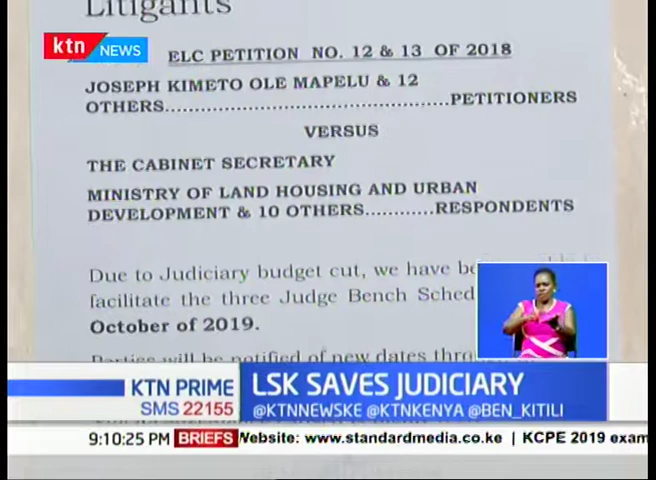 Litigants
ktn NEWS
ELC PETITION NO. 12 & 13 OF 2018
JOSEPH KIMETO OLE MAPELU & 12
OTHERS..................................................PETITIONERS
VERSUS
THE CABINET SECRETARY
MINISTRY OF LAND HOUSING AND URBAN
DEVELOPMENT & 10 OTHERS............RESPONDENTS
Due to Judiciary budget cut, we have
facilitate the three Judge Bench
October of 2019.
Parties will be notified of new dates
KTN PRIME
SMS 22155
LSK SAVES JUDICIARY
@KTNNEWSKE @KTNKENYA @BEN_KITILI
9:10:25 PM BRIEFS Website: www.standardmedia.co.ke | KCPE 2019 exam